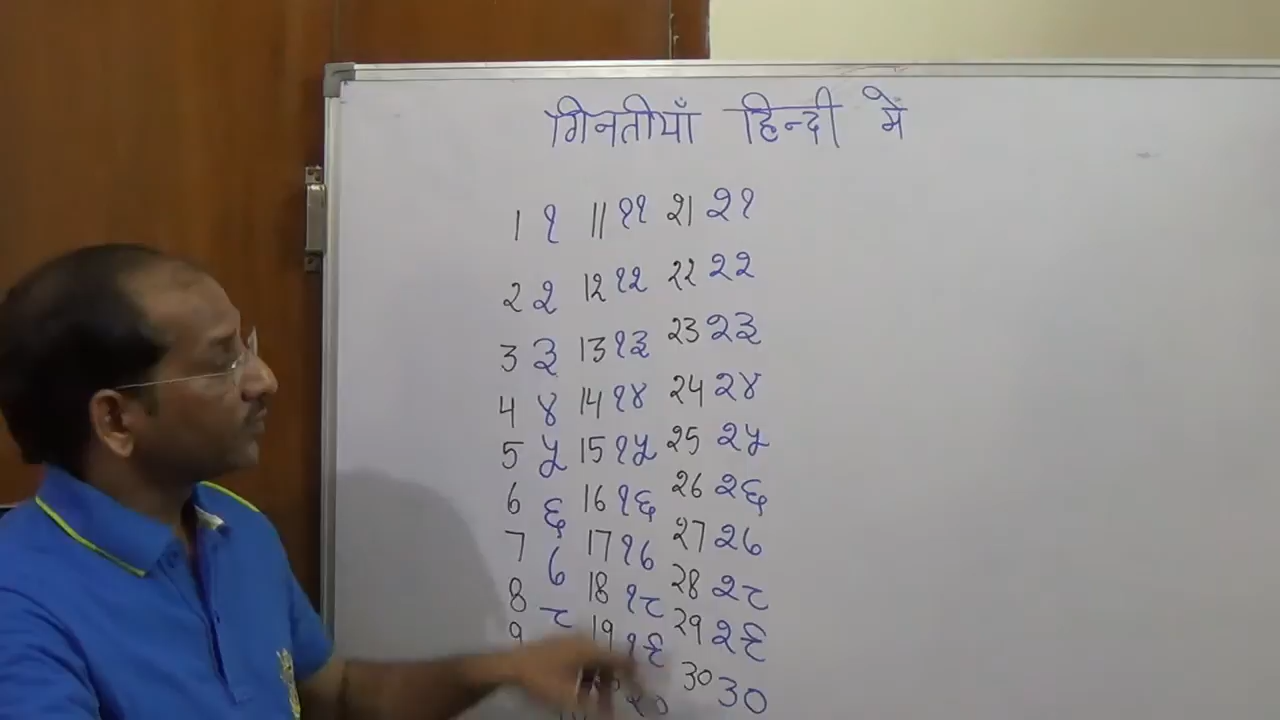 गिनतीयाँ हिन्दी में
1 १ 11 ११ 21 २१
2 २ 12 १२ 22 २२
3 ३ 13 १३ 23 २३
4 ४ 14 १४ 24 २४
5 ५ 15 १५ 25 २५
6 ६ 16 १६ 26 २६
7 ७ 17 १७ 27 २७
8 ८ 18 १८ 28 २८
9 19 १९ 29 २९
२० 30 ३०